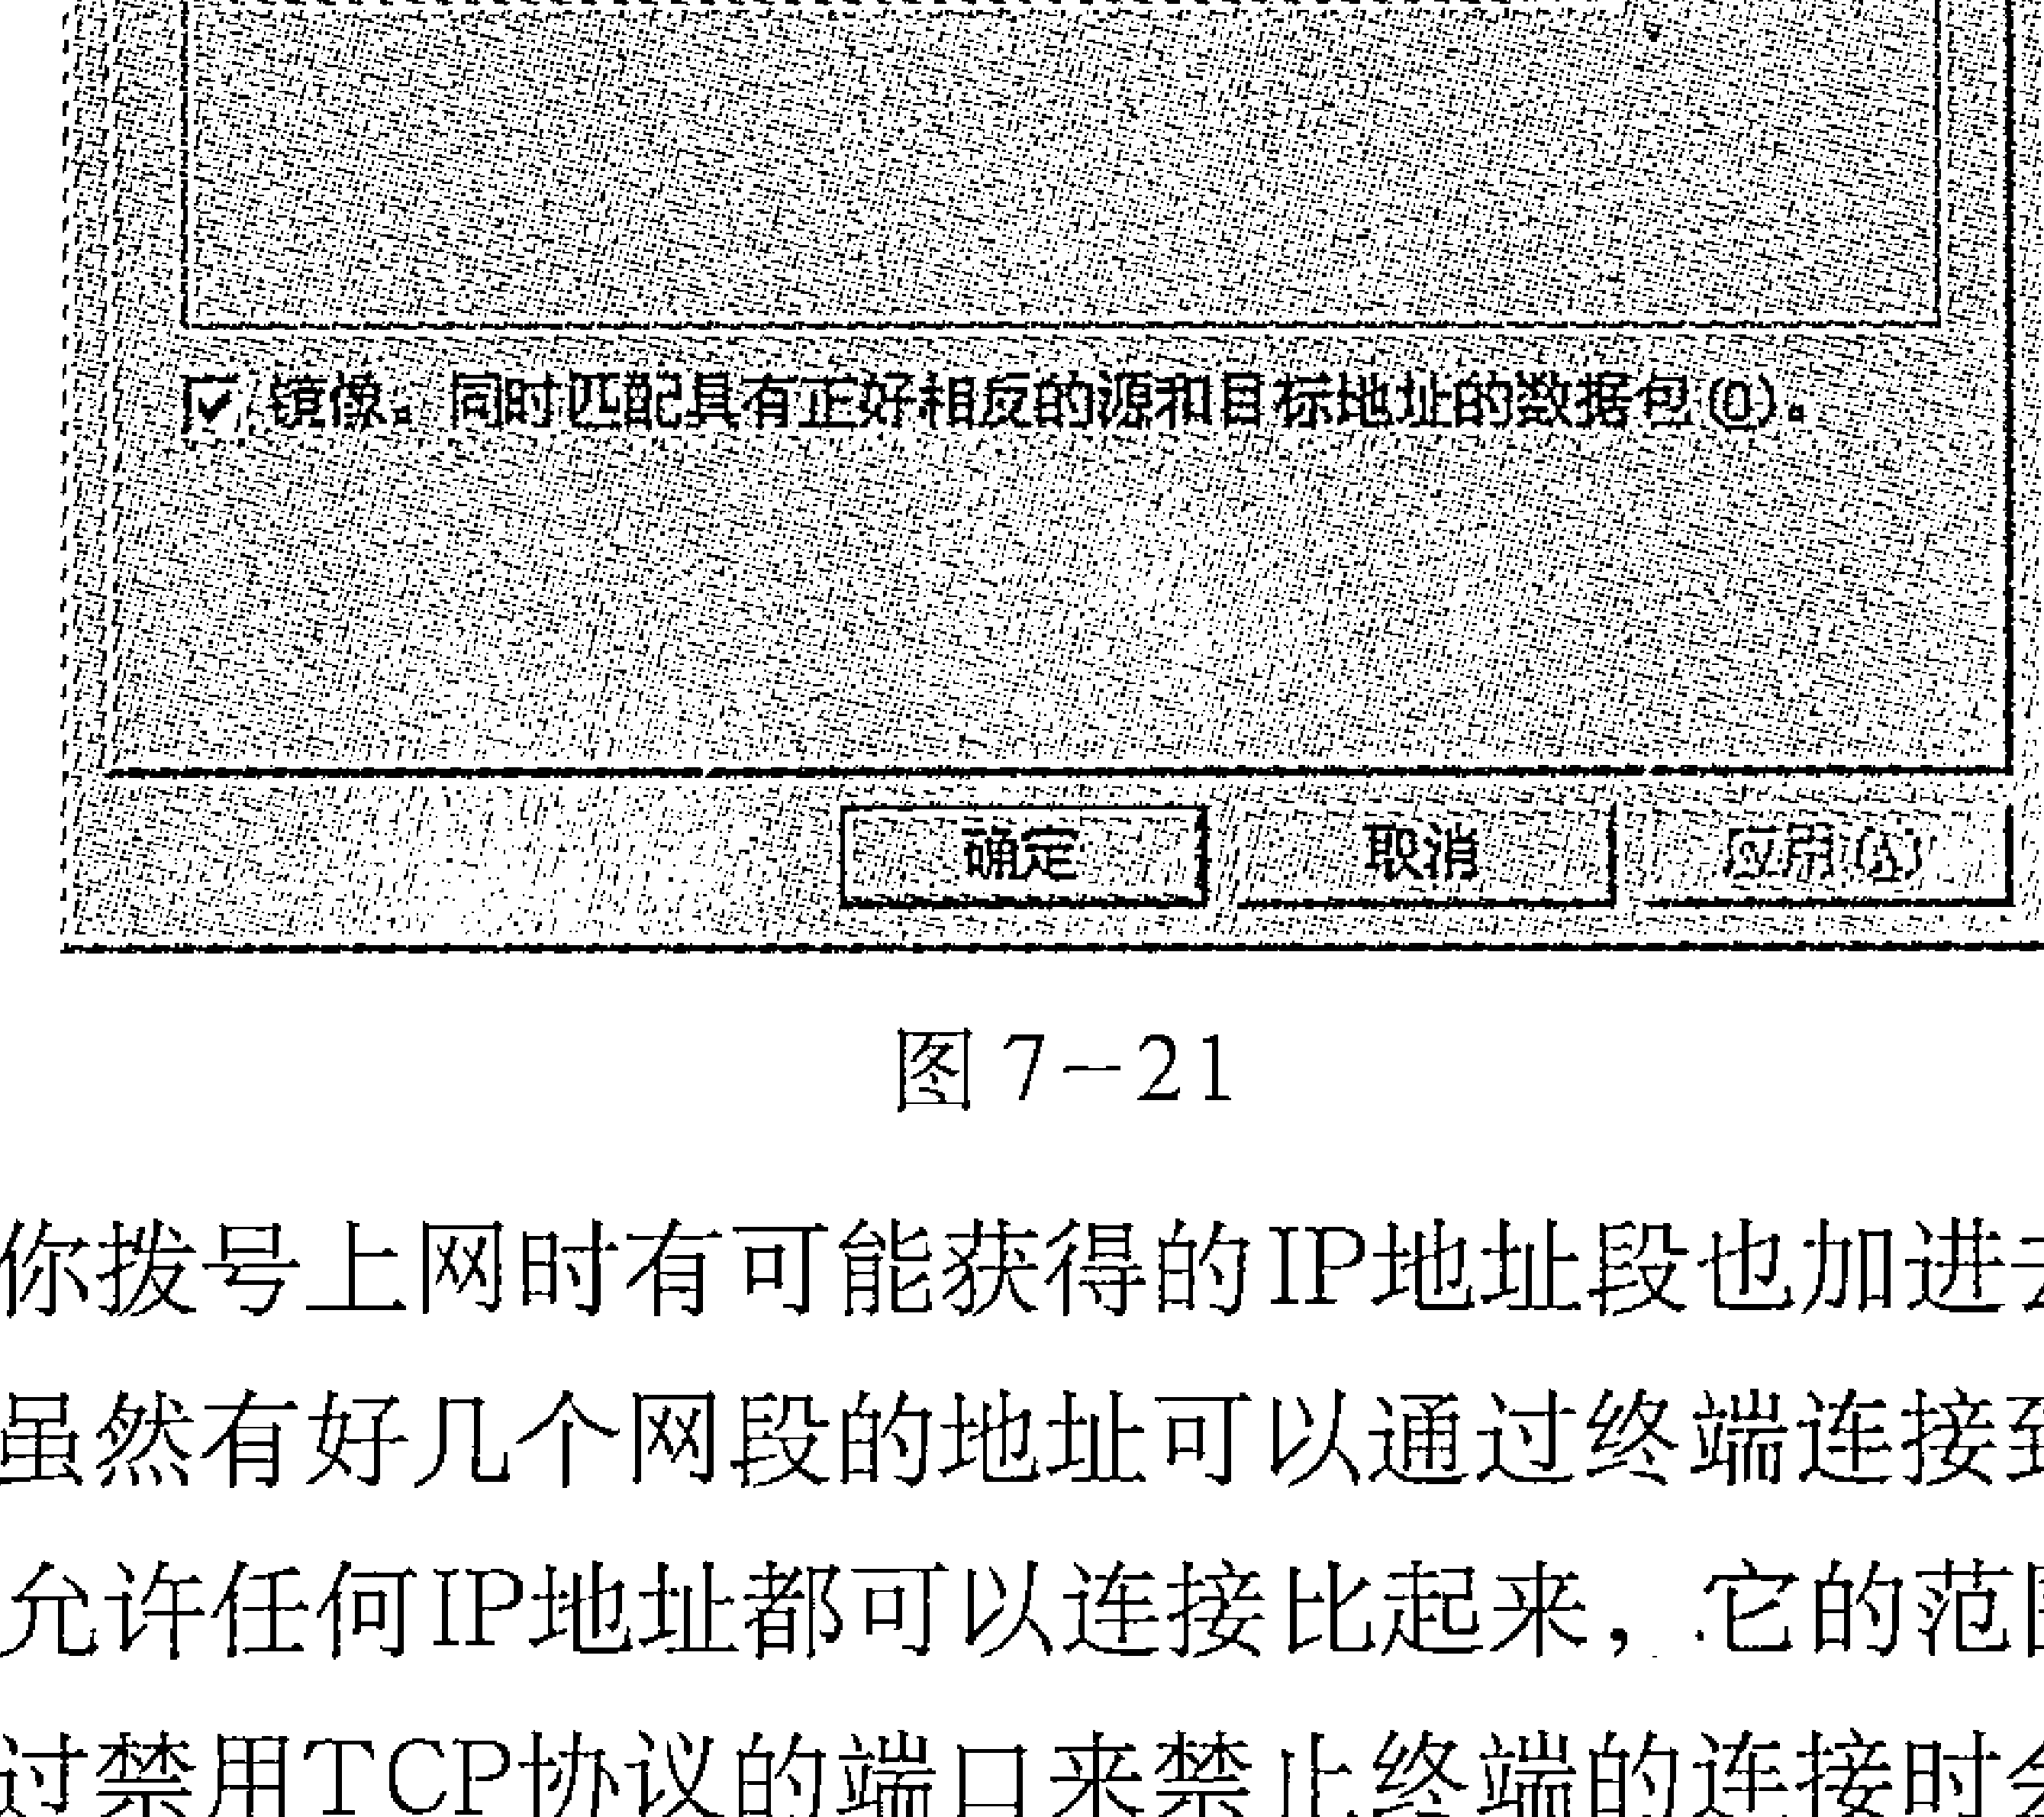 镜像。同时匹配具有正好相反的源和目标地址的数据包(O)。
确定 取消 应用(A)
图 7-21
你拨号上网时有可能获得的IP地址段也加进去
虽然有好几个网段的地址可以通过终端连接到
允许任何IP地址都可以连接比起来，它的范围
过禁用TCP协议的端口来禁止终端的连接时会